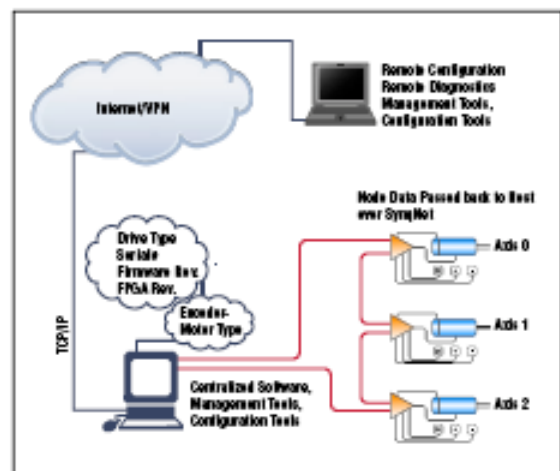 Internet/VPN
Remote Configuration
Remote Diagnostics
Management Tools,
Configuration Tools
Node Data Passed back to Host
over SynqNet
Drive Type
Serial#
Firmware Rev.
FPGA Rev.
Encoder-
Motor Type
TCP/IP
Centralized Software,
Management Tools,
Configuration Tools
Axis 0
Axis 1
Axis 2